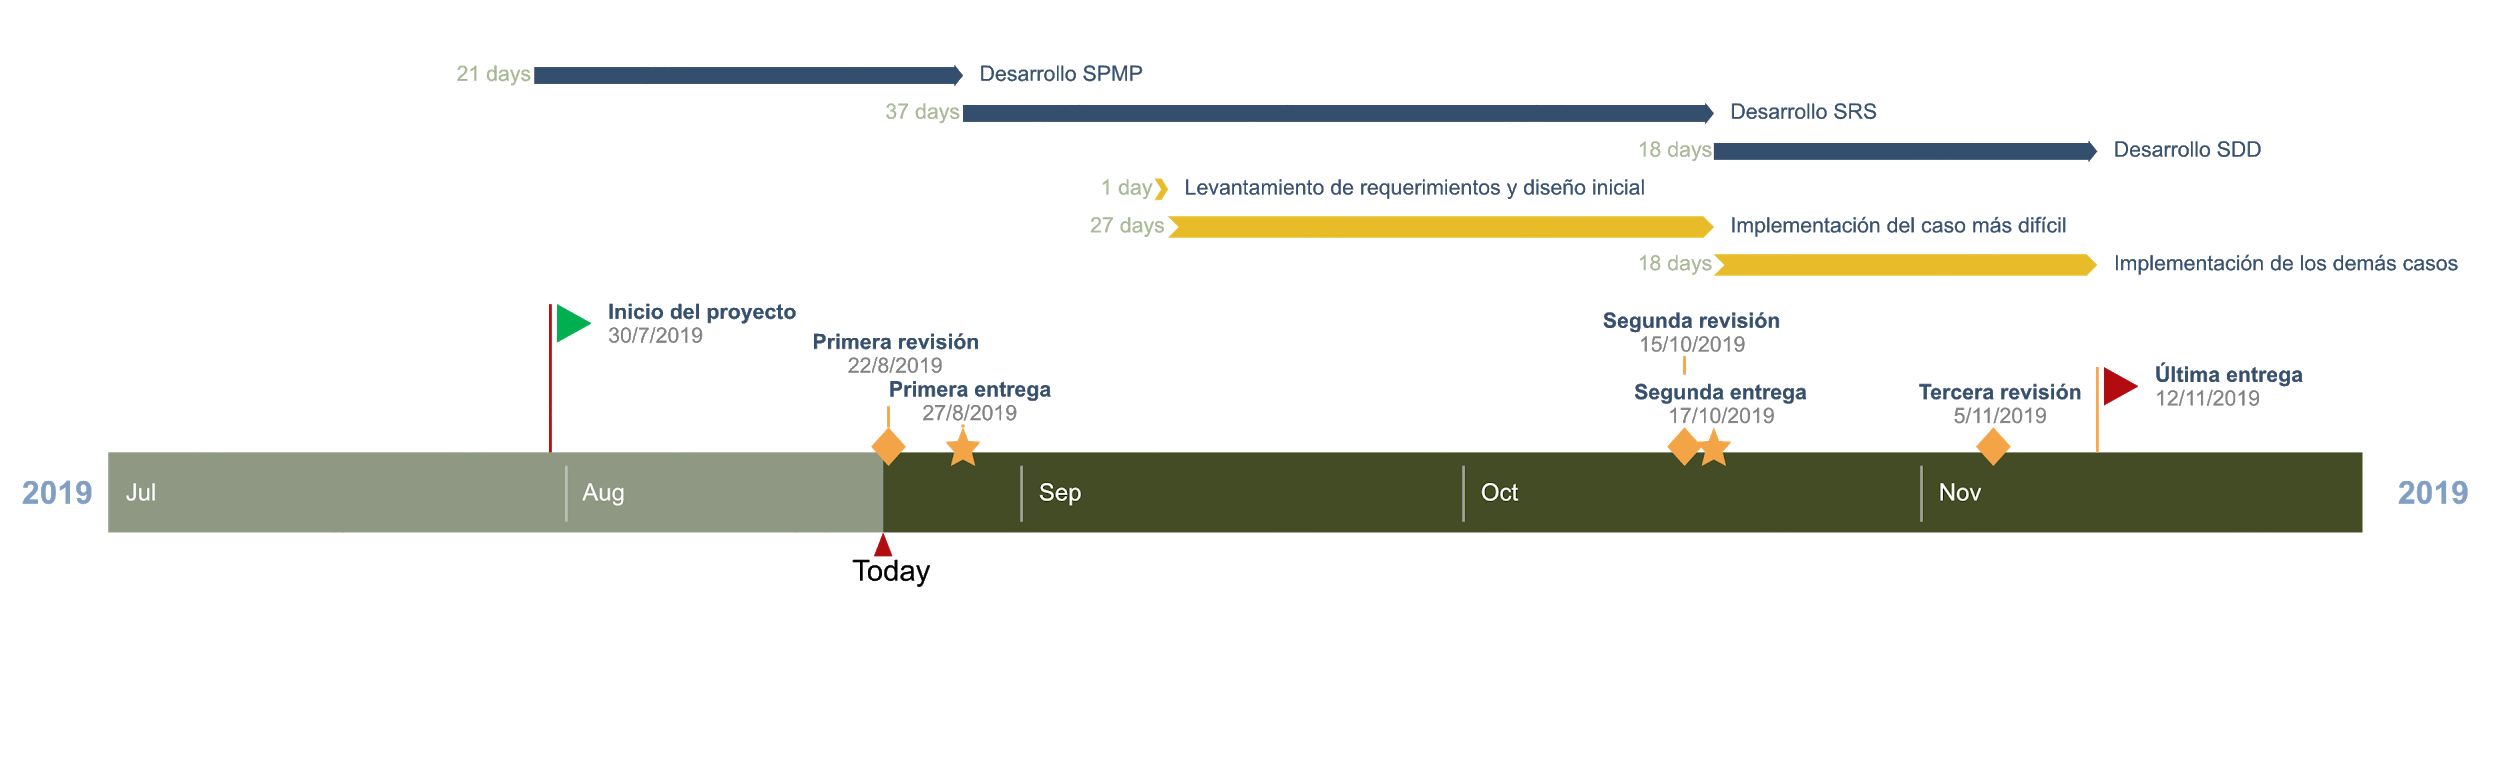 21 days Desarrollo SPMP
37 days Desarrollo SRS
18 days Desarrollo SDD
1 day Levantamiento de requerimientos y diseño inicial
27 days Implementación del caso más difícil
18 days Implementación de los demás casos
Inicio del proyecto
30/7/2019
Primera revisión
22/8/2019
Primera entrega
27/8/2019
Segunda revisión
15/10/2019
Segunda entrega
17/10/2019
Tercera revisión
5/11/2019
Última entrega
12/11/2019
2019 Jul Aug Sep Oct Nov 2019
Today